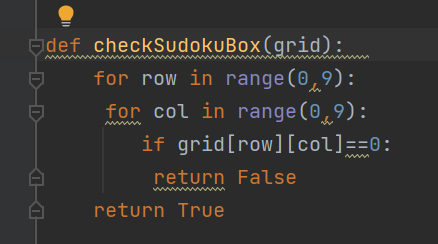 def checkSudokuBox(grid):
    for row in range(0,9):
     for col in range(0,9):
        if grid[row][col]==0:
         return False
    return True